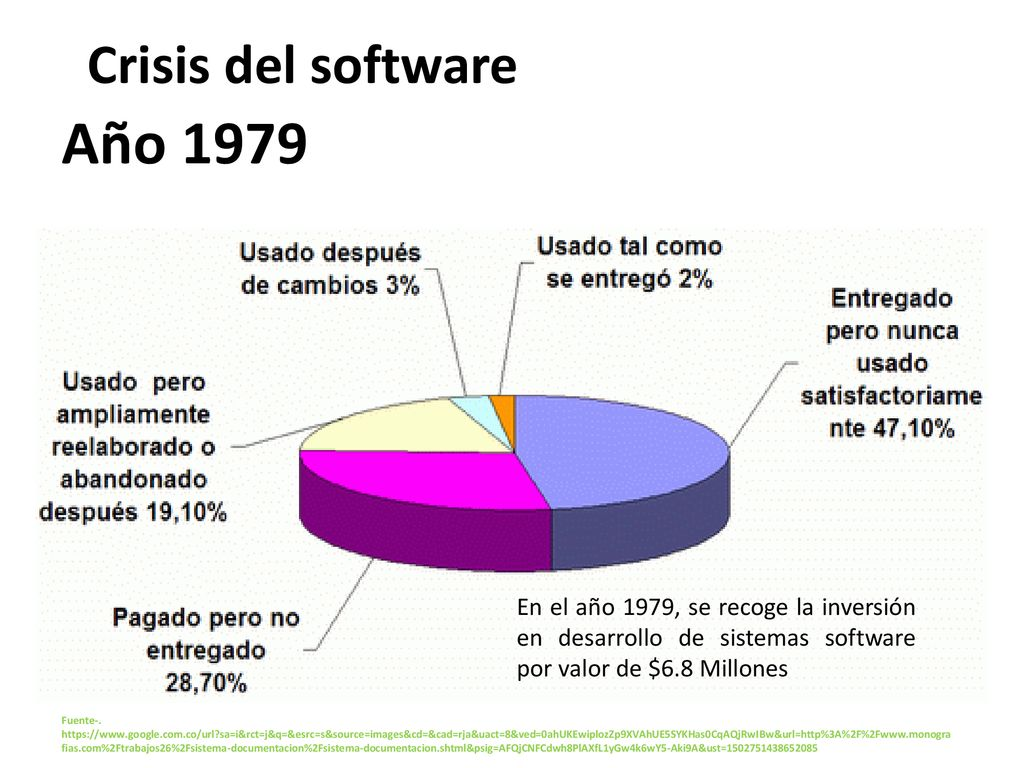 Crisis del software
Año 1979
Usado después
de cambios 3%
Usado tal como
se entregó 2%
Entregado
pero nunca
usado
satisfactoriame
nte 47,10%
Usado pero
ampliamente
reelaborado o
abandonado
después 19,10%
Pagado pero no
entregado
28,70%
En el año 1979, se recoge la inversión
en desarrollo de sistemas software
por valor de $6.8 Millones
Fuente-.
https://www.google.com.co/url?sa=i&rct=j&q=&esrc=s&source=images&cd=&cad=rja&uact=8&ved=0ahUKEwiplozZp9XVAhUE5SYKHas0CqAQjRwIBw&url=http%3A%2F%2Fwww.monogra
fias.com%2Ftrabajos26%2Fsistema-documentacion%2Fsistema-documentacion.shtml&psig=AFQjCNFCdwh8PlAXfL1yGw4k6wY5-Aki9A&ust=1502751438652085